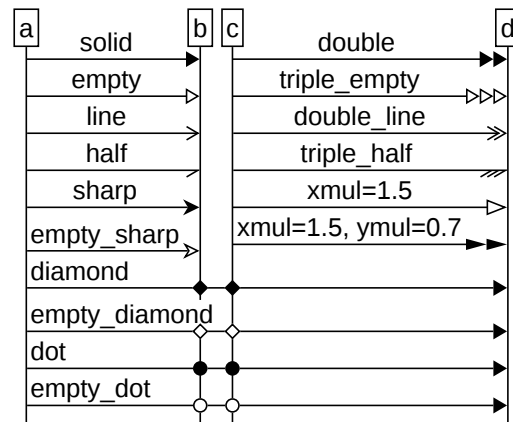 a b c d
solid double
empty triple_empty
line double_line
half triple_half
sharp xmul=1.5
empty_sharp xmul=1.5, ymul=0.7
diamond
empty_diamond
dot
empty_dot